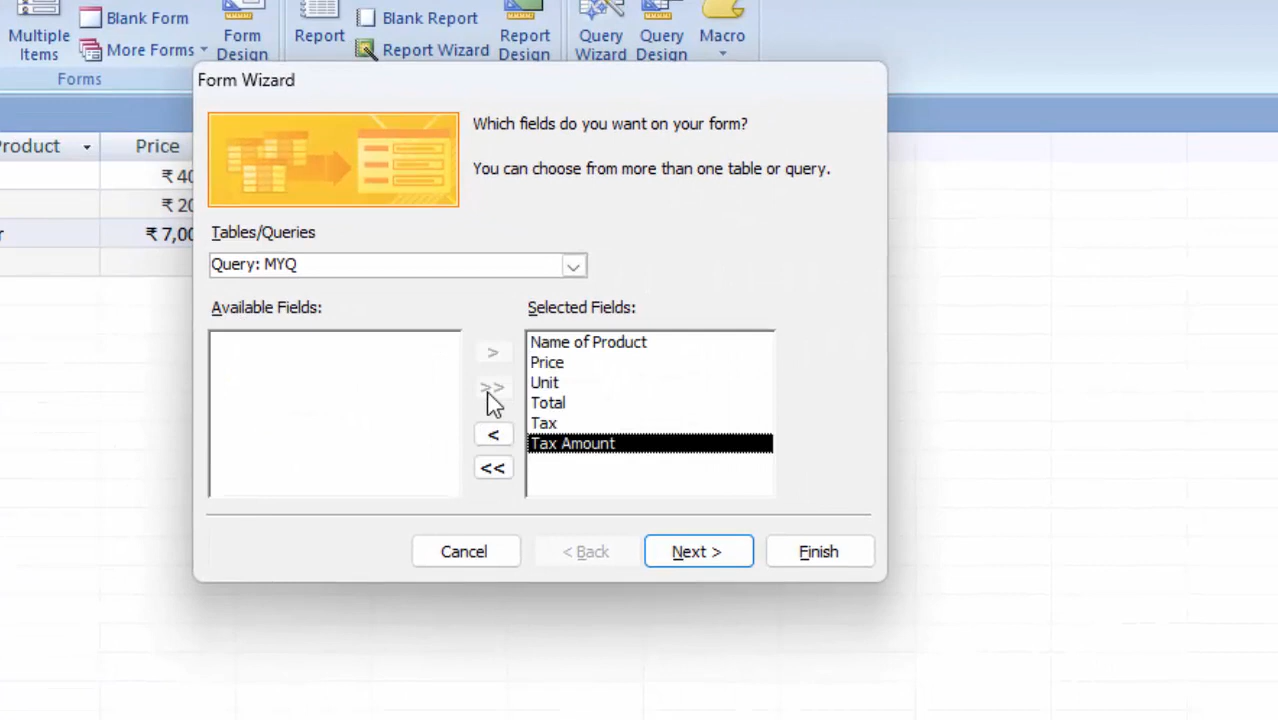 Blank Form
Blank Report
Multiple
Items
More Forms
Form
Design
Report
Report Wizard
Report
Design
Query
Wizard
Query
Design
Macro
Forms
Form Wizard
Which fields do you want on your form?
Product
Price
You can choose from more than one table or query.
₹ 40
₹ 20
r
₹ 7,00
Tables/Queries
Query: MYQ
Available Fields:
Selected Fields:
>
>>
<
<<
Name of Product
Price
Unit
Total
Tax
Tax Amount
Cancel
< Back
Next >
Finish